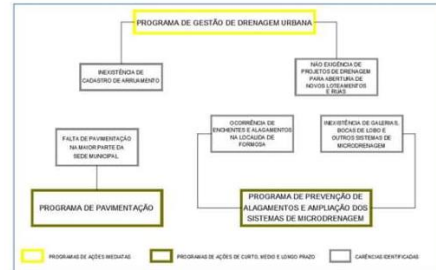 PROGRAMA DE GESTÃO DE DRENAGEM URBANA
INEXISTÊNCIA DE
CADASTRO DE ARRUAMENTO
NÃO EXIGÊNCIA DE
PROJETOS DE DRENAGEM
PARA ABERTURA DE
NOVOS LOTEAMENTOS
E RUAS
FALTA DE PAVIMENTAÇÃO
NA MAIOR PARTE DA
SEDE MUNICIPAL
OCORRÊNCIA DE
ENCHENTES E ALAGAMENTOS
NA LOCALIDA DE
FORMOSA
INEXISTÊNCIA DE GALERIAS,
BOCAS DE LOBO E
OUTROS SISTEMAS DE
MICRODRENAGEM
PROGRAMA DE PAVIMENTAÇÃO
PROGRAMA DE PREVENÇÃO DE
ALAGAMENTOS E AMPLIAÇÃO DOS
SISTEMAS DE MICRODRENAGEM
PROGRAMAS DE AÇÕES IMEDIATAS
PROGRAMAS DE AÇÕES DE CURTO, MÉDIO E LONGO PRAZO
CARÊNCIAS IDENTIFICADAS